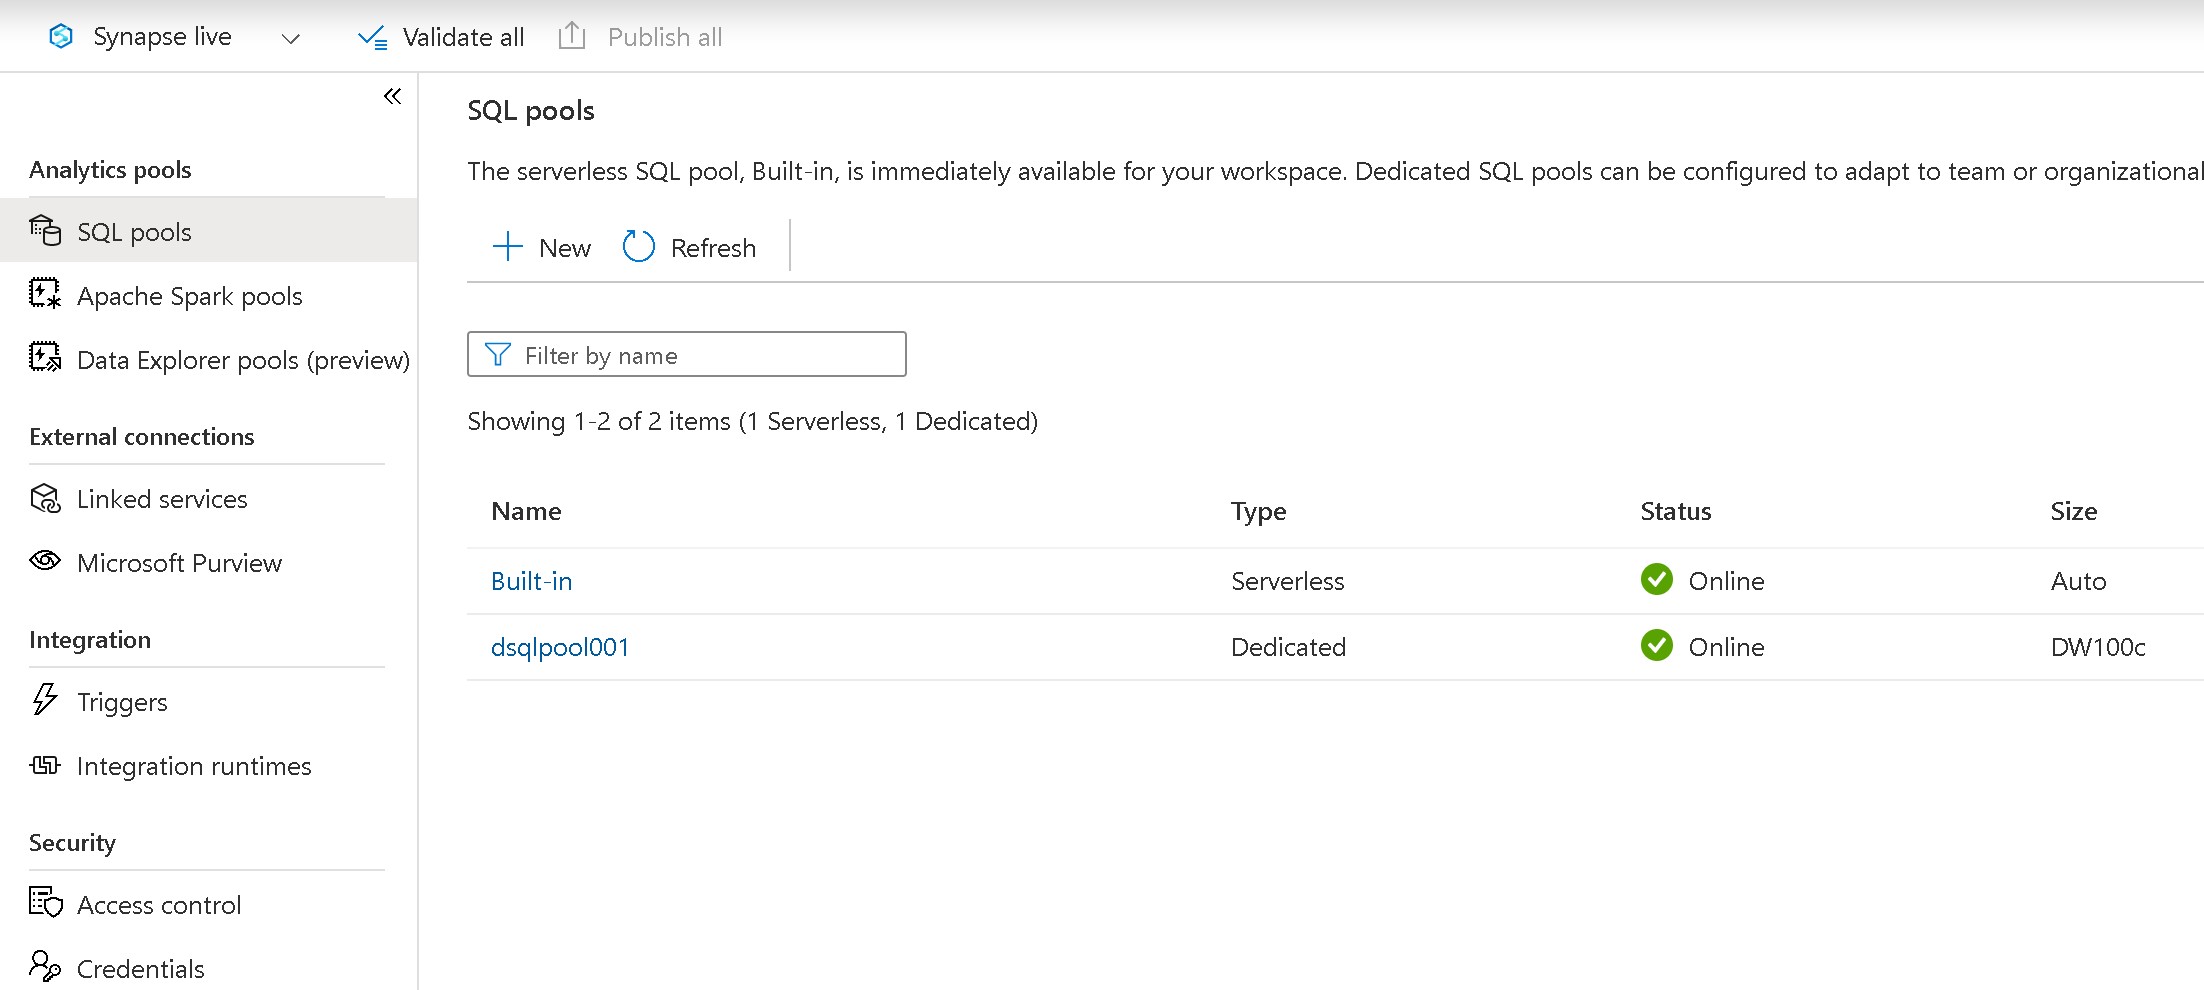 Synapse live
Validate all
Publish all
«
Analytics pools
SQL pools
Apache Spark pools
Data Explorer pools (preview)
External connections
Linked services
Microsoft Purview
Integration
Triggers
Integration runtimes
Security
Access control
Credentials
SQL pools
The serverless SQL pool, Built-in, is immediately available for your workspace. Dedicated SQL pools can be configured to adapt to team or organizational
New
Refresh
Filter by name
Showing 1-2 of 2 items (1 Serverless, 1 Dedicated)
Name Type Status Size
Built-in Serverless Online Auto
dsqlpool001 Dedicated Online DW100c